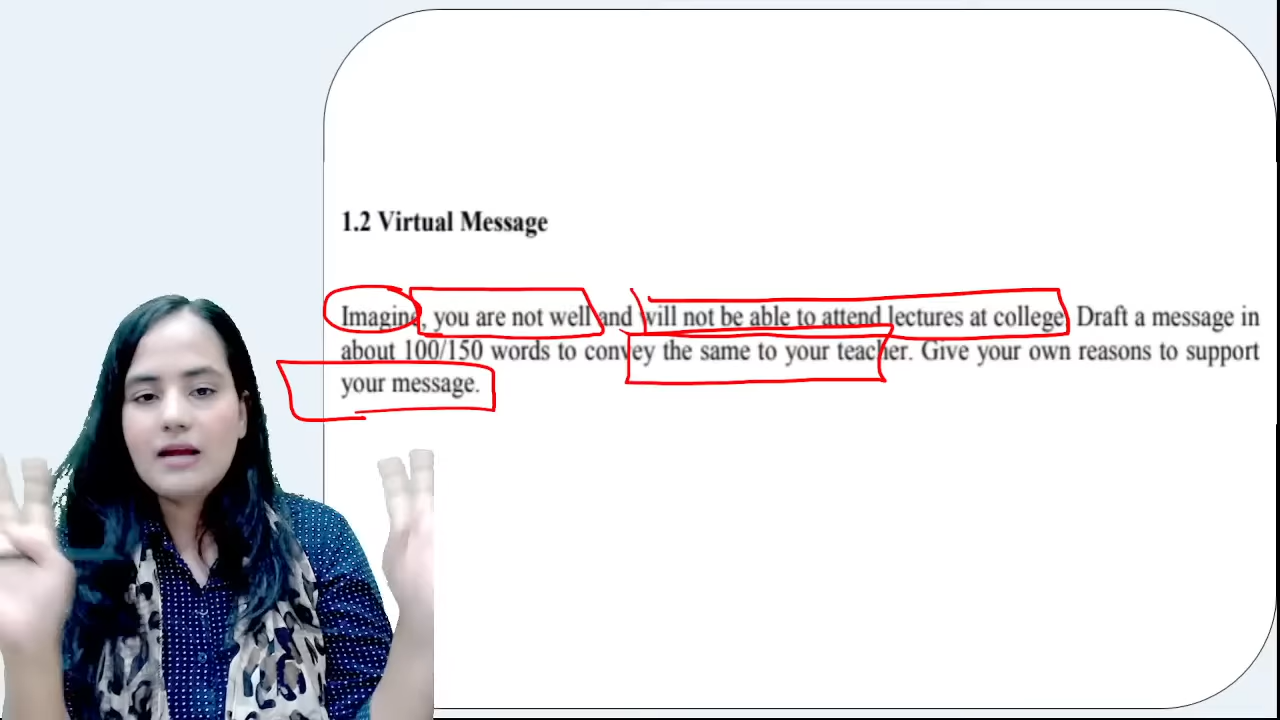 1.2 Virtual Message
Imagine, you are not well and will not be able to attend lectures at college. Draft a message in
about 100/150 words to convey the same to your teacher. Give your own reasons to support
your message.